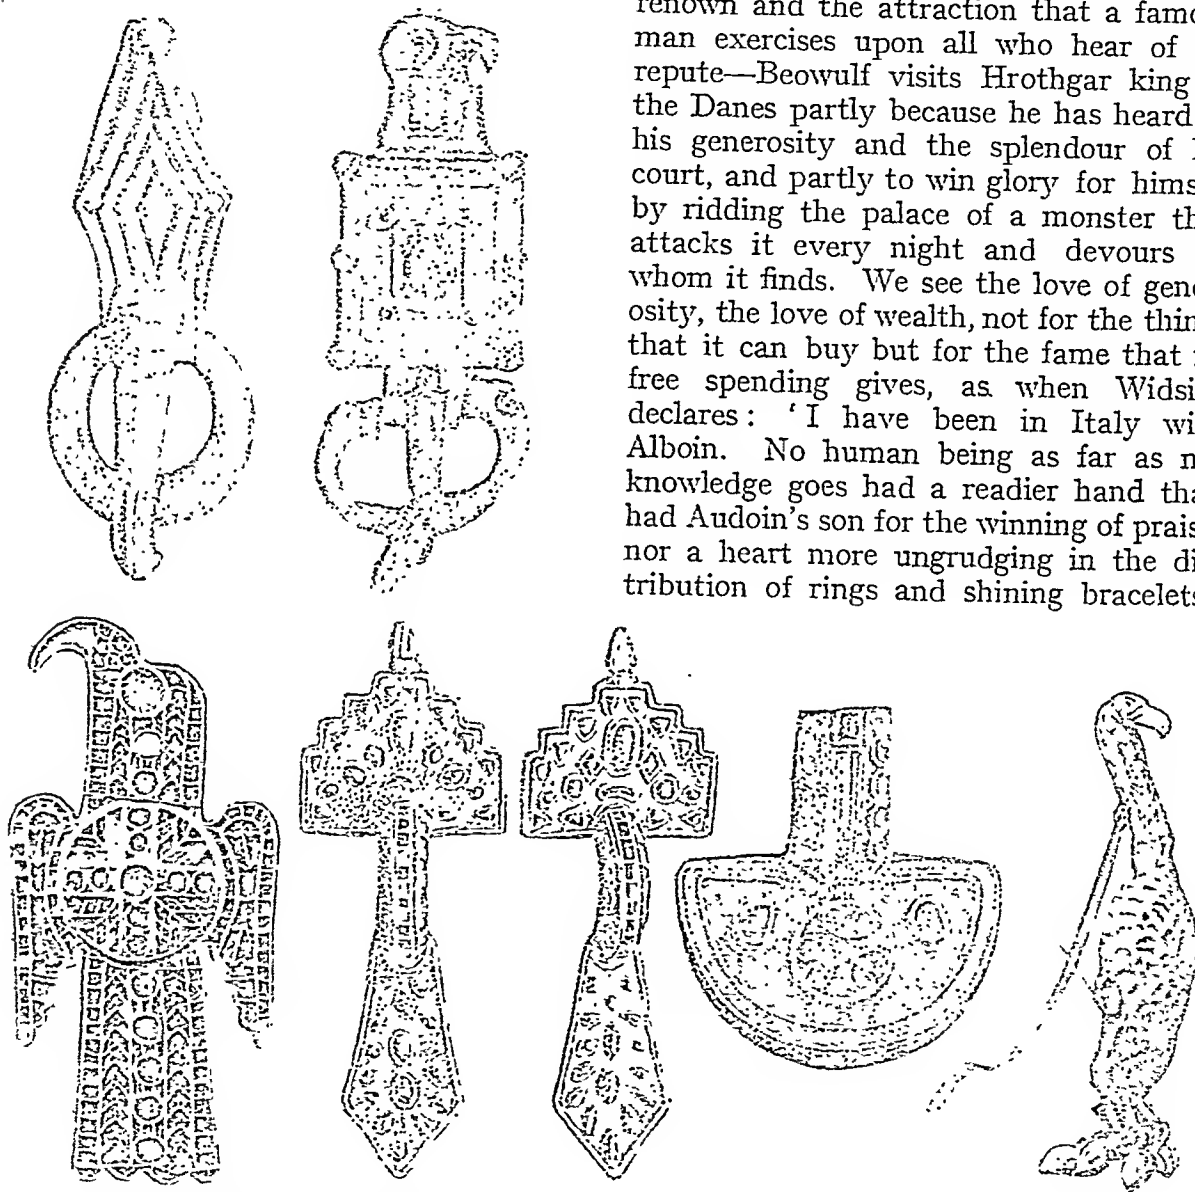 renown and the attraction that a famo
man exercises upon all who hear of
repute—Beowulf visits Hrothgar king
the Danes partly because he has heard
his generosity and the splendour of
court, and partly to win glory for hims
by ridding the palace of a monster th
attacks it every night and devours
whom it finds. We see the love of gene
osity, the love of wealth, not for the thin
that it can buy but for the fame that
free spending gives, as when Widsi
declares: ‘I have been in Italy wi
Alboin. No human being as far as m
knowledge goes had a readier hand tha
had Audoin’s son for the winning of prais
nor a heart more ungrudging in the di
tribution of rings and shining bracelets